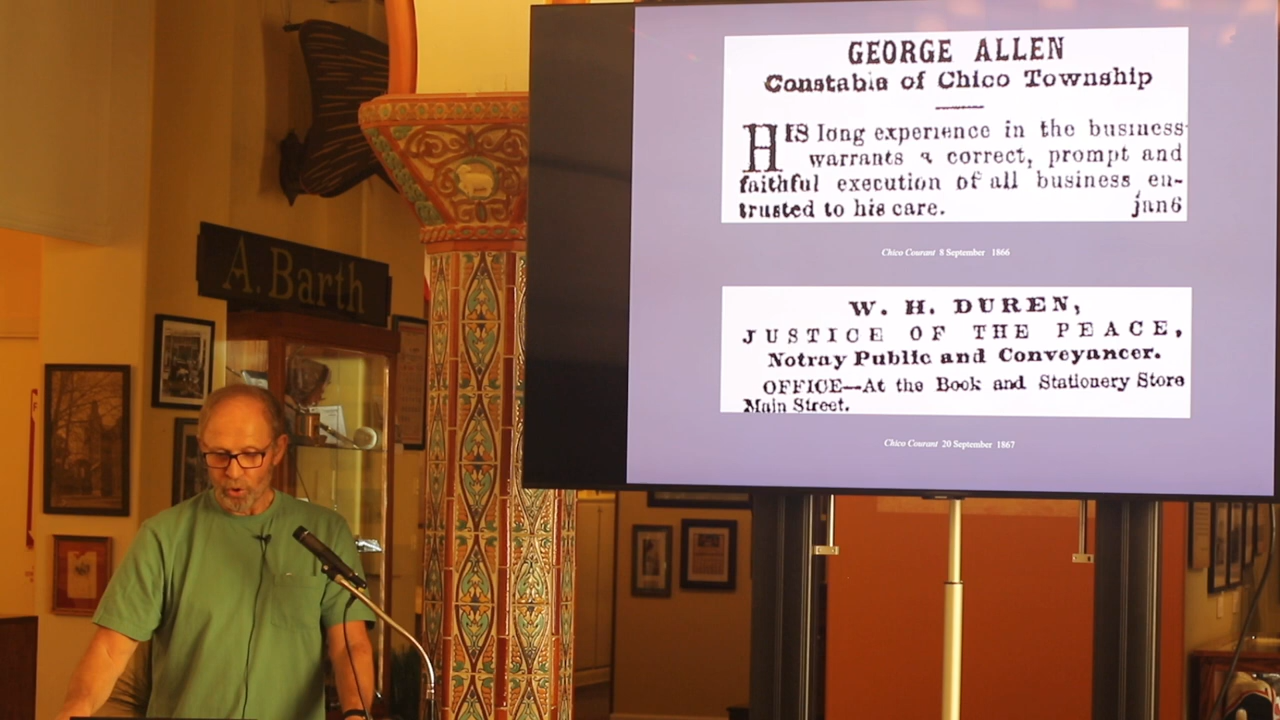 GEORGE ALLEN
Constable of Chico Township
HIS long experience in the business
warrants a correct, prompt and
faithful execution of all business en-
trusted to his care. jan6
Chico Courant 8 September 1866
W. H. DUREN,
JUSTICE OF THE PEACE,
Notray Public and Conveyancer.
OFFICE—At the Book and Stationery Store
Main Street.
Chico Courant 20 September 1867
A. Barth